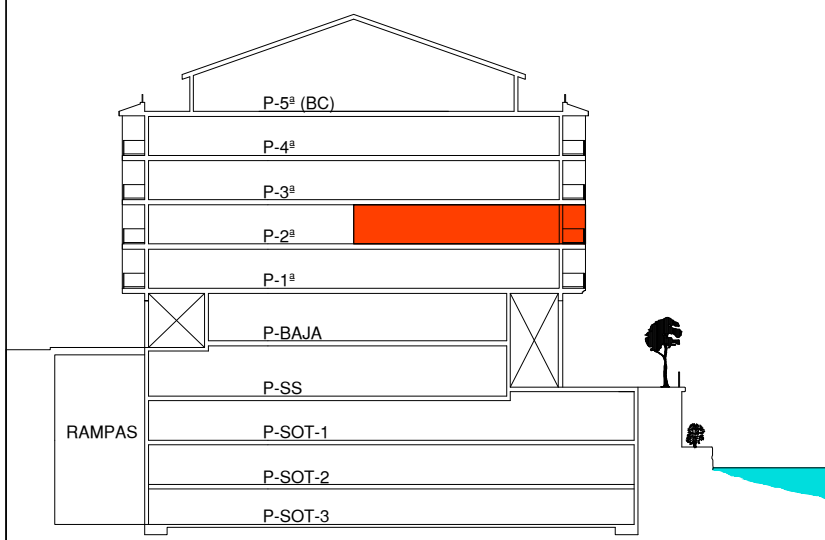 P-5ª (BC)
P-4ª
P-3ª
P-2ª
P-1ª
P-BAJA
P-SS
RAMPAS
P-SOT-1
P-SOT-2
P-SOT-3